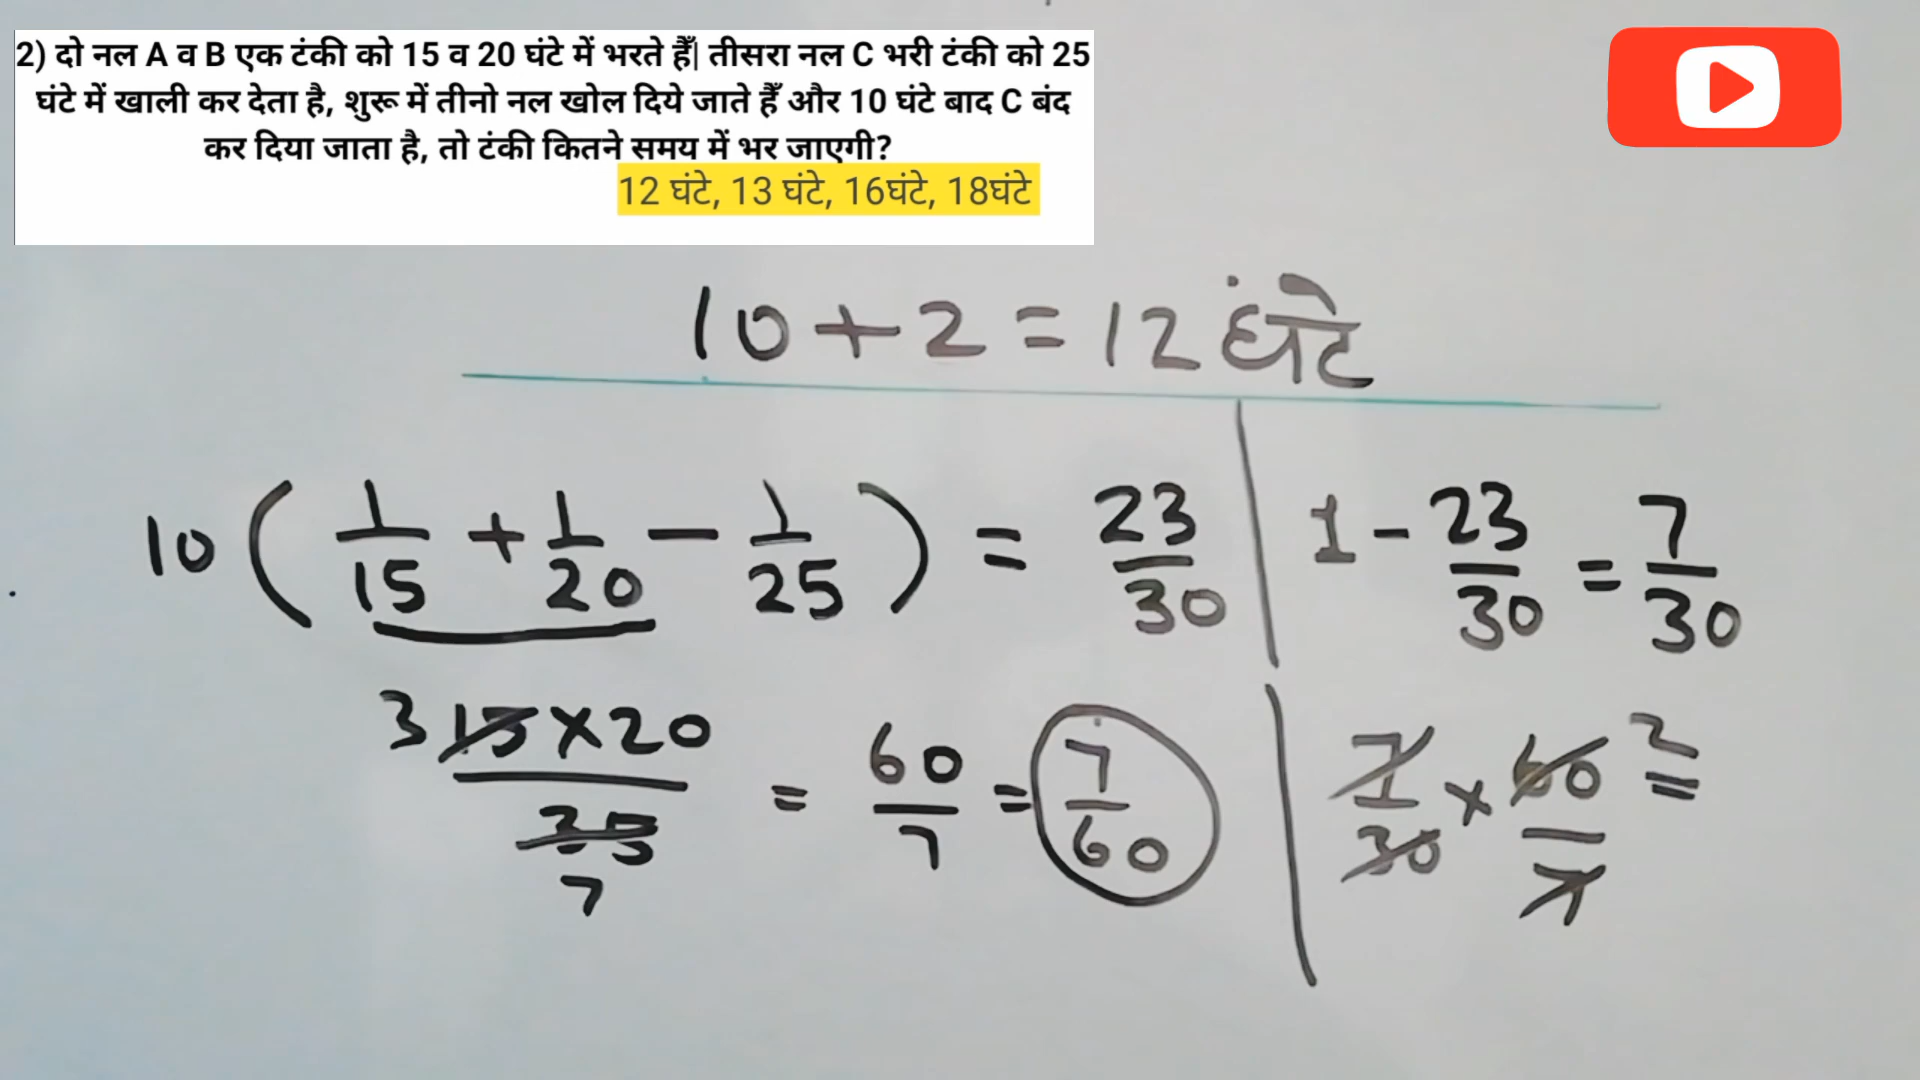 2) दो नल A व B एक टंकी को 15 व 20 घंटे में भरते हैँ| तीसरा नल C भरी टंकी को 25
घंटे में खाली कर देता है, शुरू में तीनो नल खोल दिये जाते हैँ और 10 घंटे बाद C बंद
कर दिया जाता है, तो टंकी कितने समय में भर जाएगी?
12 घंटे, 13 घंटे, 16घंटे, 18घंटे
10 + 2 = 12 घंटे
10 ( 1/15 + 1/20 - 1/25 ) = 23/30
1 - 23/30 = 7/30
3 15 × 20 / 35 7 = 60/7 = 7/60
7/30 × 60/7 2 =